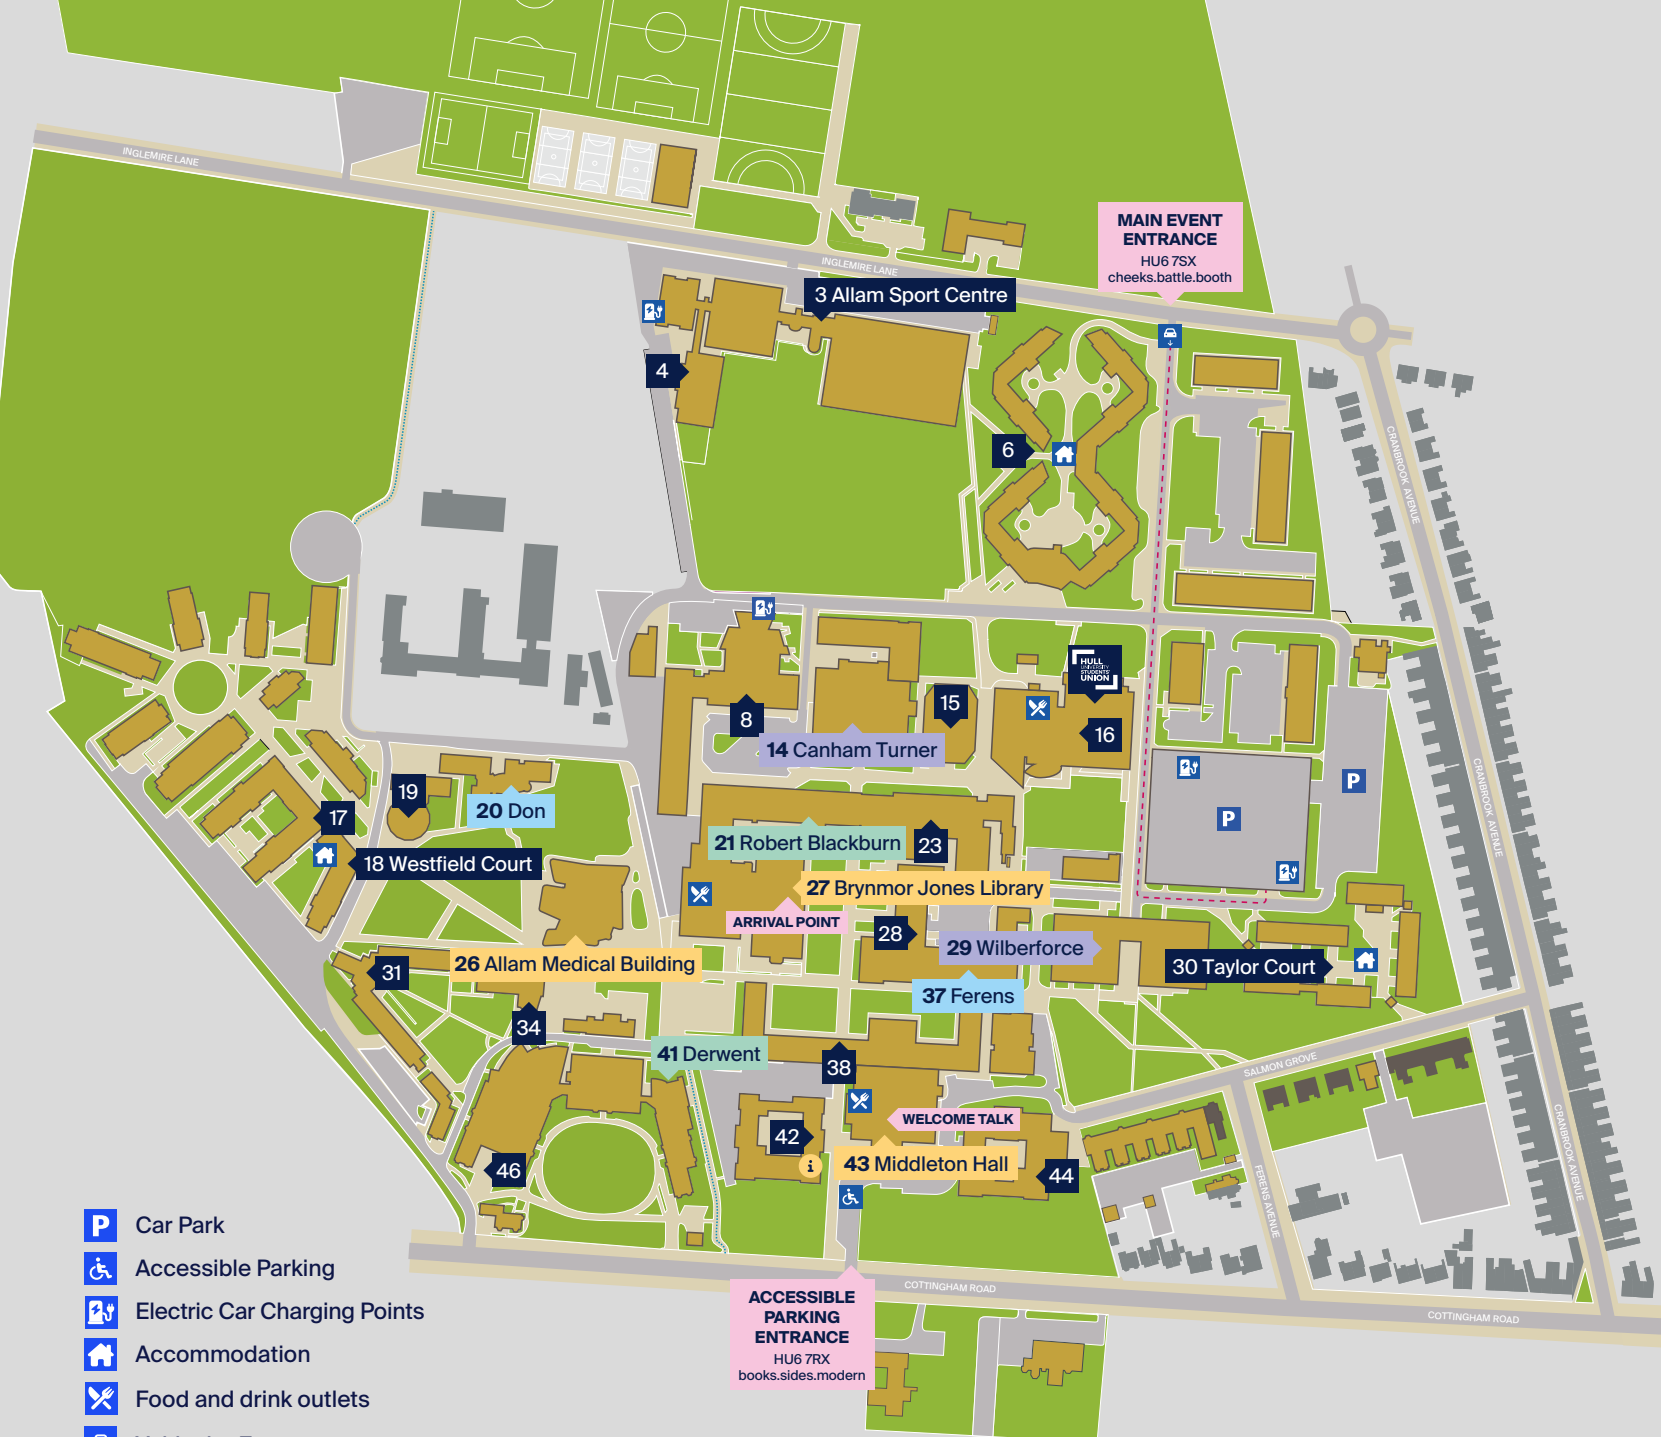 INGLEMIRE LANE
MAIN EVENT
ENTRANCE
HU6 7SX
cheeks.battle.booth
INGLEMIRE LANE
3 Allam Sport Centre
4
6
CRANBROOK AVENUE
HULL
UNIVERSITY
STUDENTS'
UNION
8
15
16
14 Canham Turner
P
P
CRANBROOK AVENUE
19
20 Don
17
18 Westfield Court
21 Robert Blackburn
23
27 Brynmor Jones Library
ARRIVAL POINT
28
29 Wilberforce
26 Allam Medical Building
30 Taylor Court
31
37 Ferens
34
41 Derwent
38
SALMON GROVE
WELCOME TALK
42
43 Middleton Hall
44
46
i
FERENS AVENUE
CRANBROOK AVENUE
COTTINGHAM ROAD
COTTINGHAM ROAD
ACCESSIBLE
PARKING
ENTRANCE
HU6 7RX
books.sides.modern
P Car Park
Accessible Parking
Electric Car Charging Points
Accommodation
Food and drink outlets